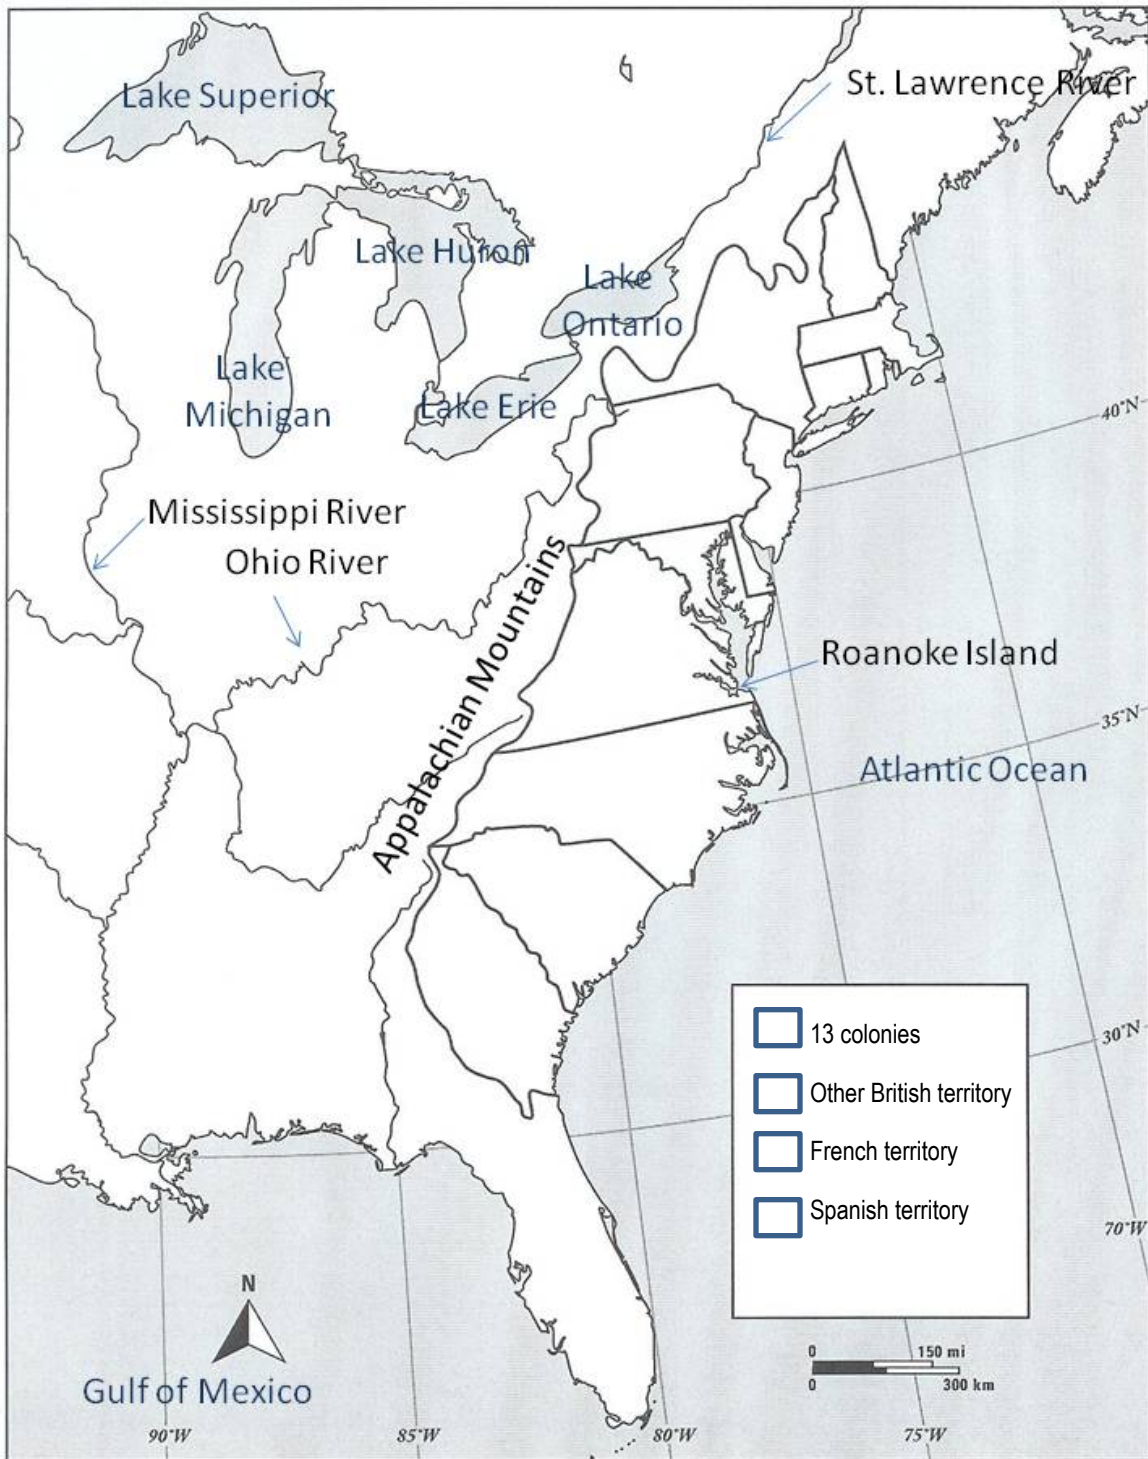 Lake Superior
St. Lawrence River
Lake Huron
Lake
Ontario
Lake
Michigan
Lake Erie
40°N
Mississippi River
Ohio River
Appalachian Mountains
Roanoke Island
35°N
Atlantic Ocean
13 colonies
30°N
Other British territory
French territory
Spanish territory
70°W
N
0 150 mi
0 300 km
Gulf of Mexico
90°W 85°W 80°W 75°W